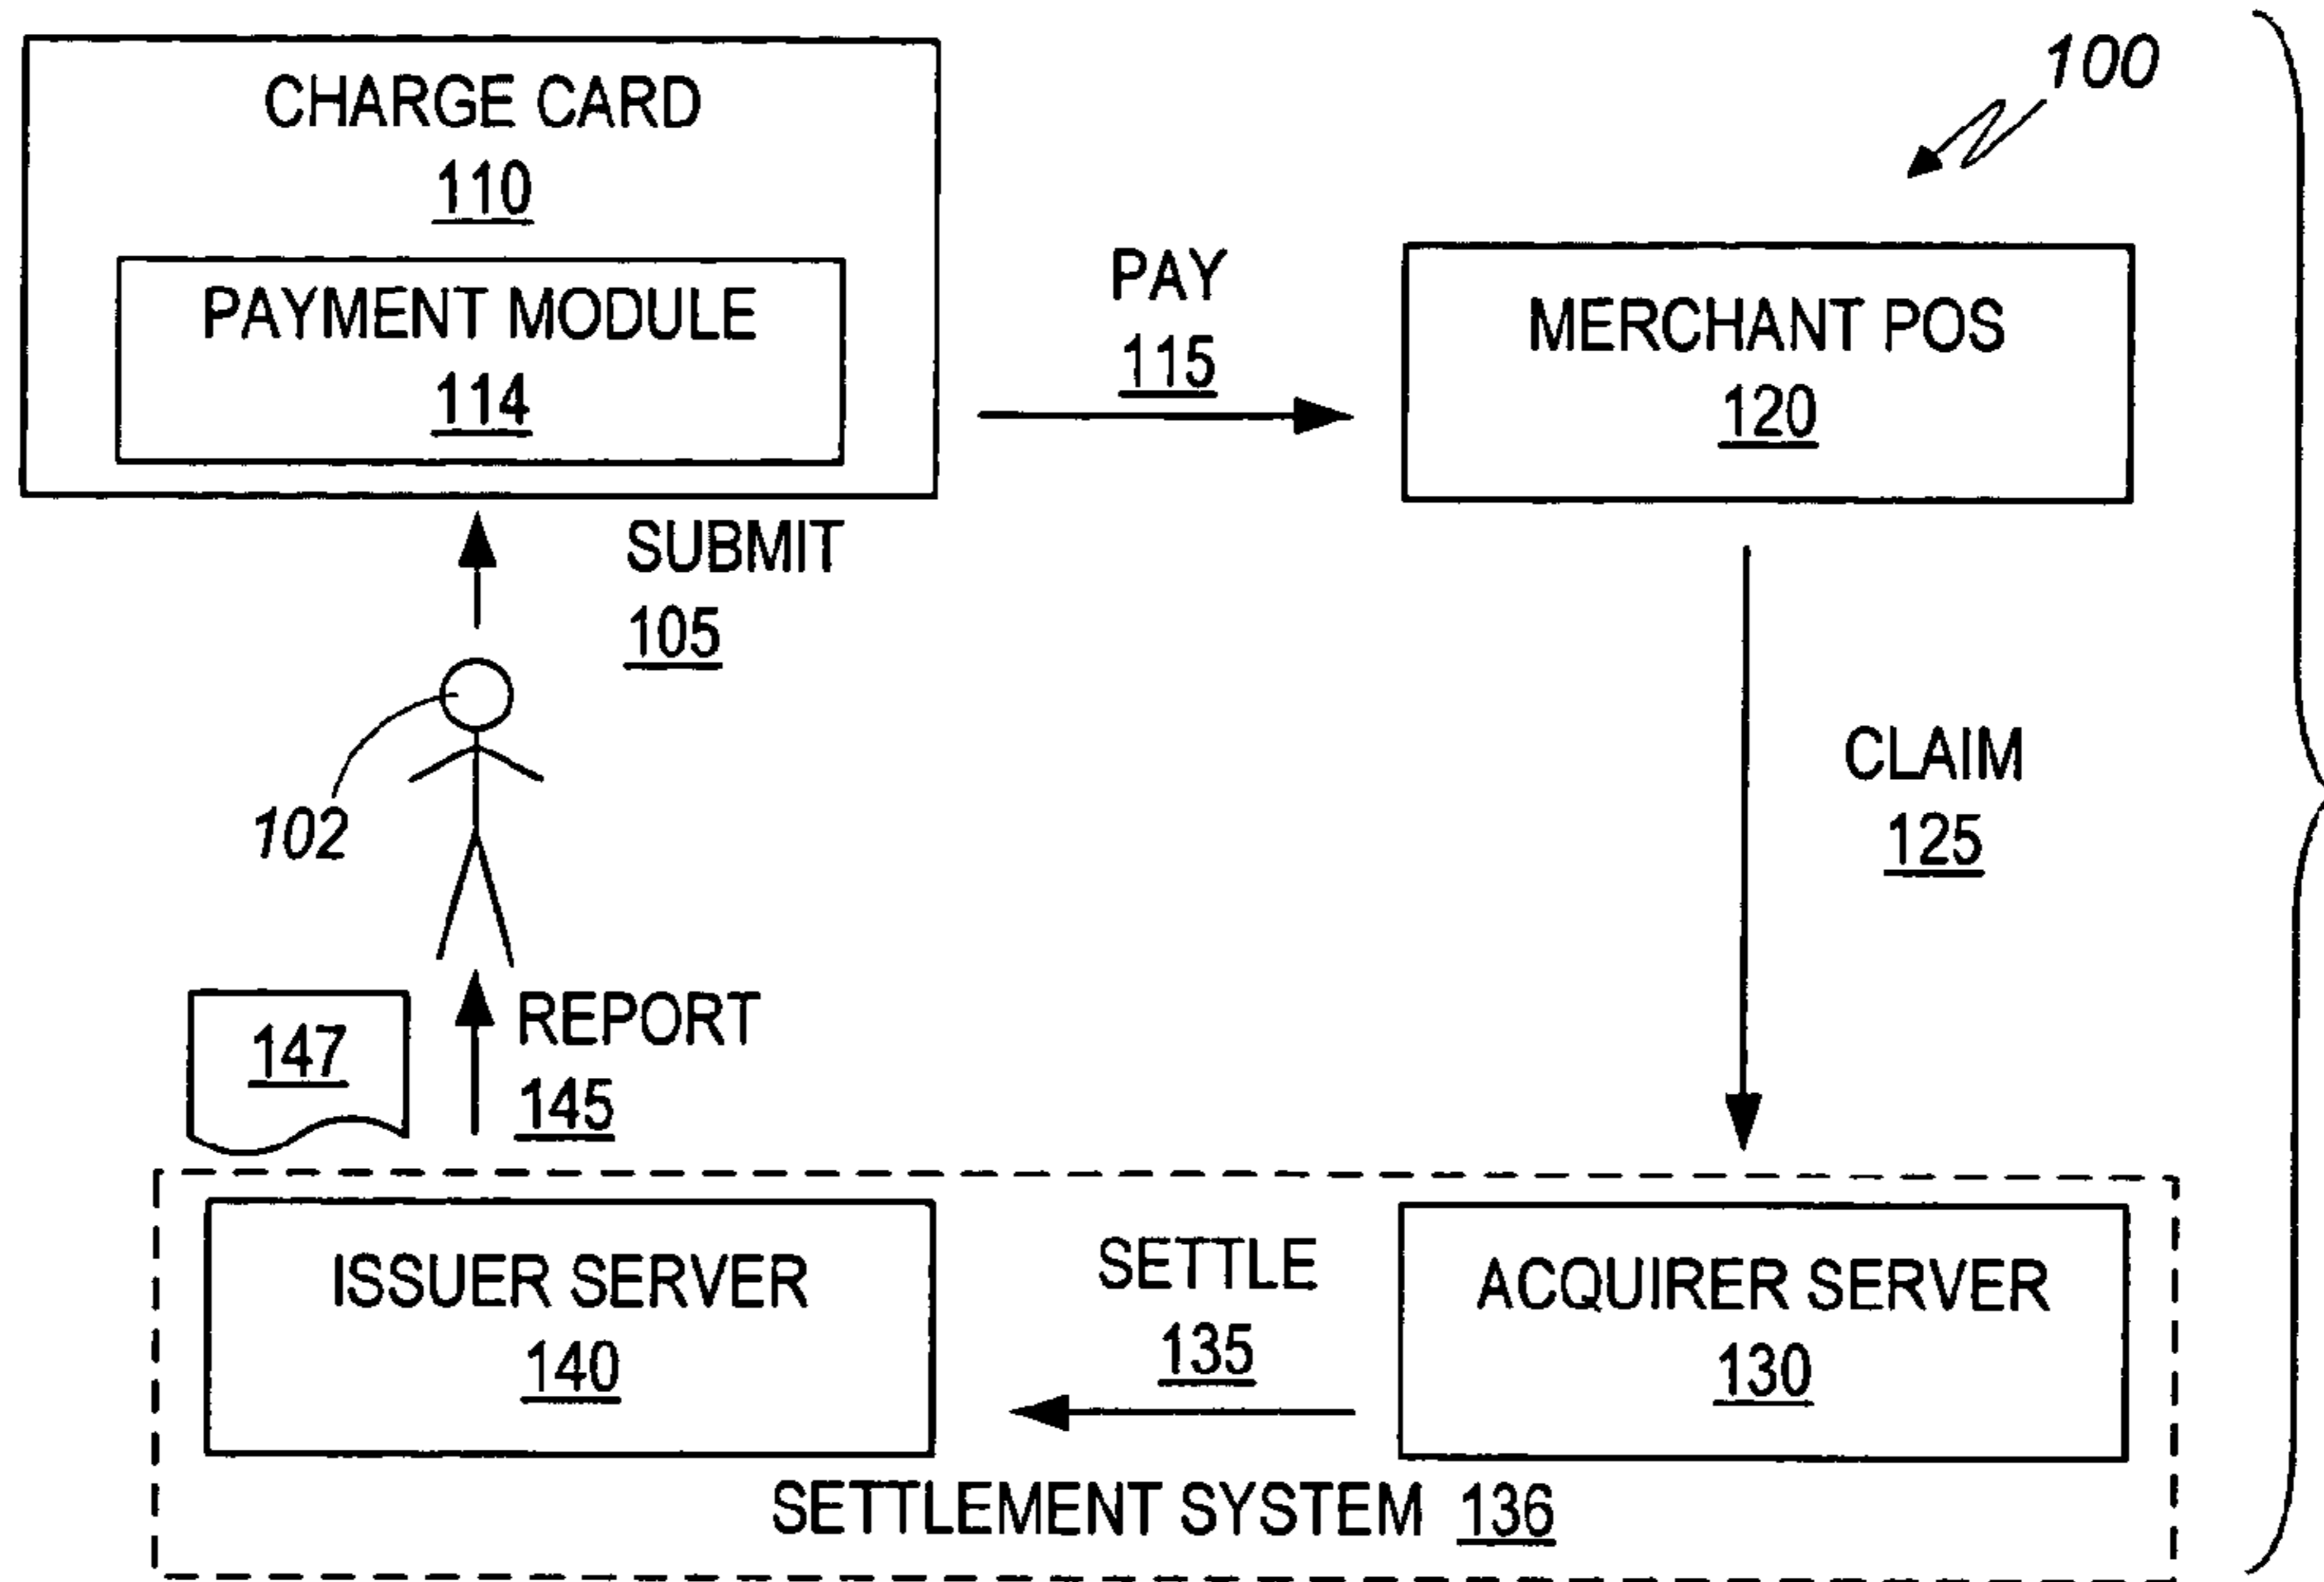 CHARGE CARD
110
PAYMENT MODULE
114
PAY
115
MERCHANT POS
120
100
SUBMIT
105
102
CLAIM
125
REPORT
145
147
ISSUER SERVER
140
SETTLE
135
ACQUIRER SERVER
130
SETTLEMENT SYSTEM 136